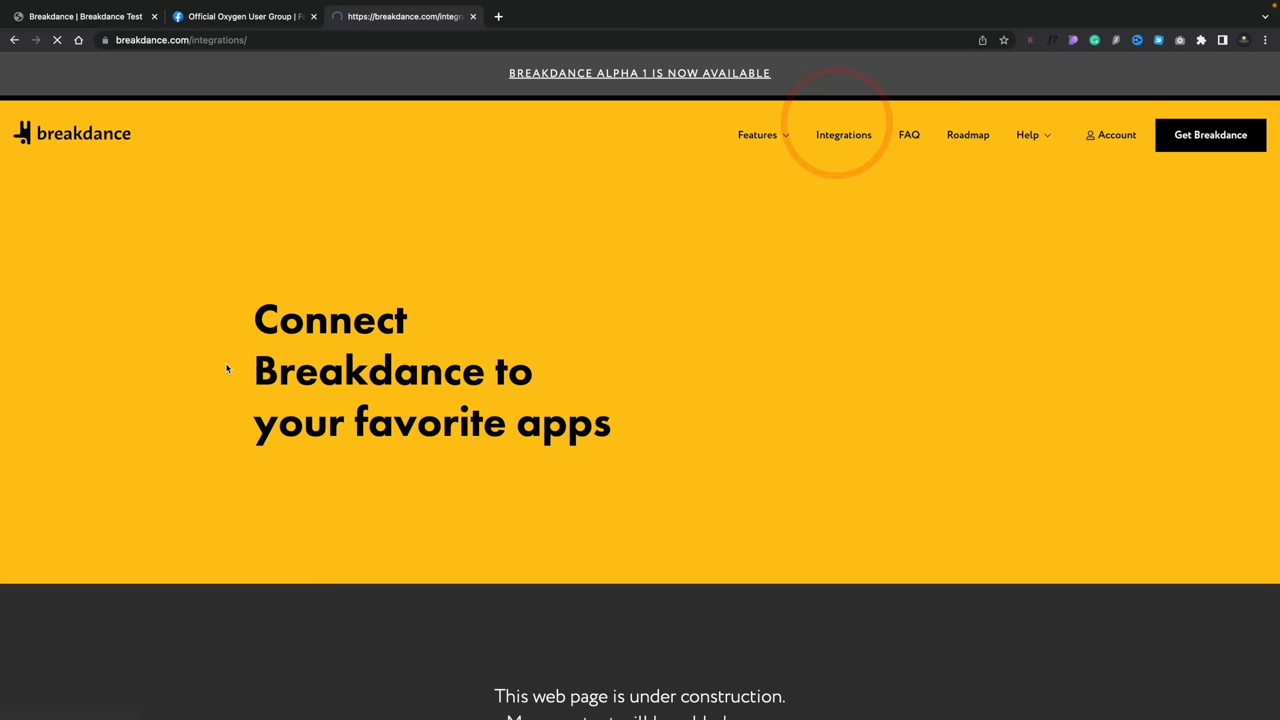 Breakdance | Breakdance Test
Official Oxygen User Group | F
https://breakdance.com/integ
breakdance.com/integrations/
BREAKDANCE ALPHA 1 IS NOW AVAILABLE
breakdance
Features
Integrations
FAQ
Roadmap
Help
Account
Get Breakdance
Connect
Breakdance to
your favorite apps
This web page is under construction.